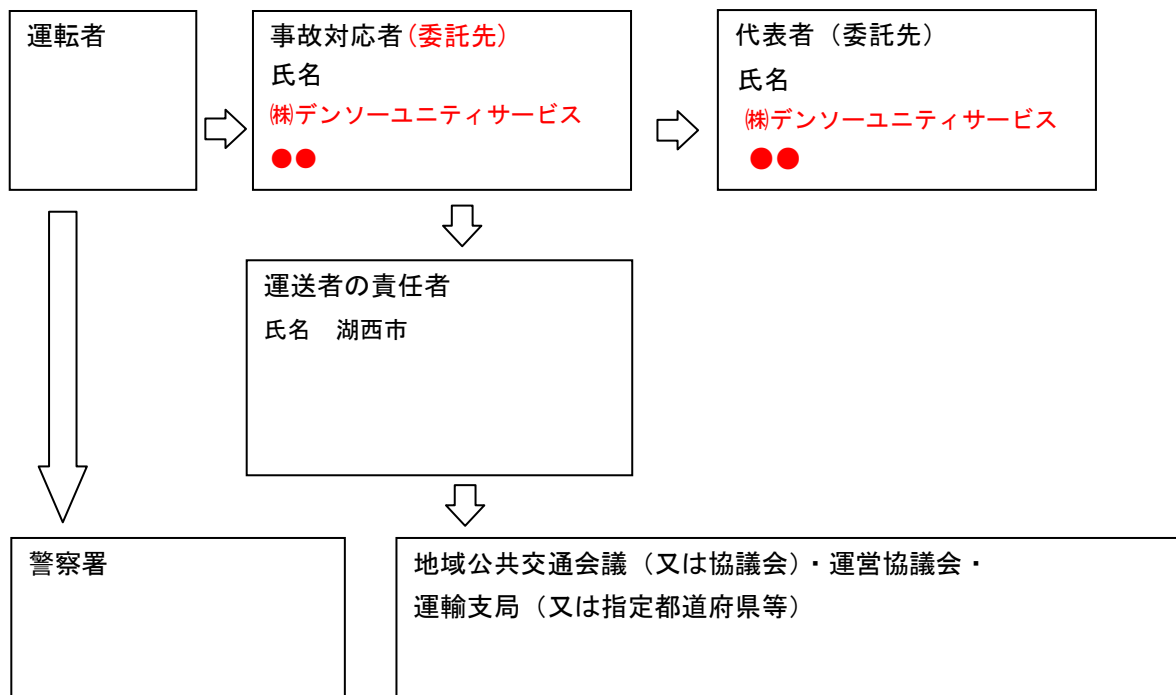 運転者
事故対応者(委託先)
氏名
㈱デンソーユニティサービス
●●
代表者（委託先）
氏名
㈱デンソーユニティサービス
●●
運送者の責任者
氏名　湖西市
警察署
地域公共交通会議（又は協議会）・運営協議会・
運輸支局（又は指定都道府県等）